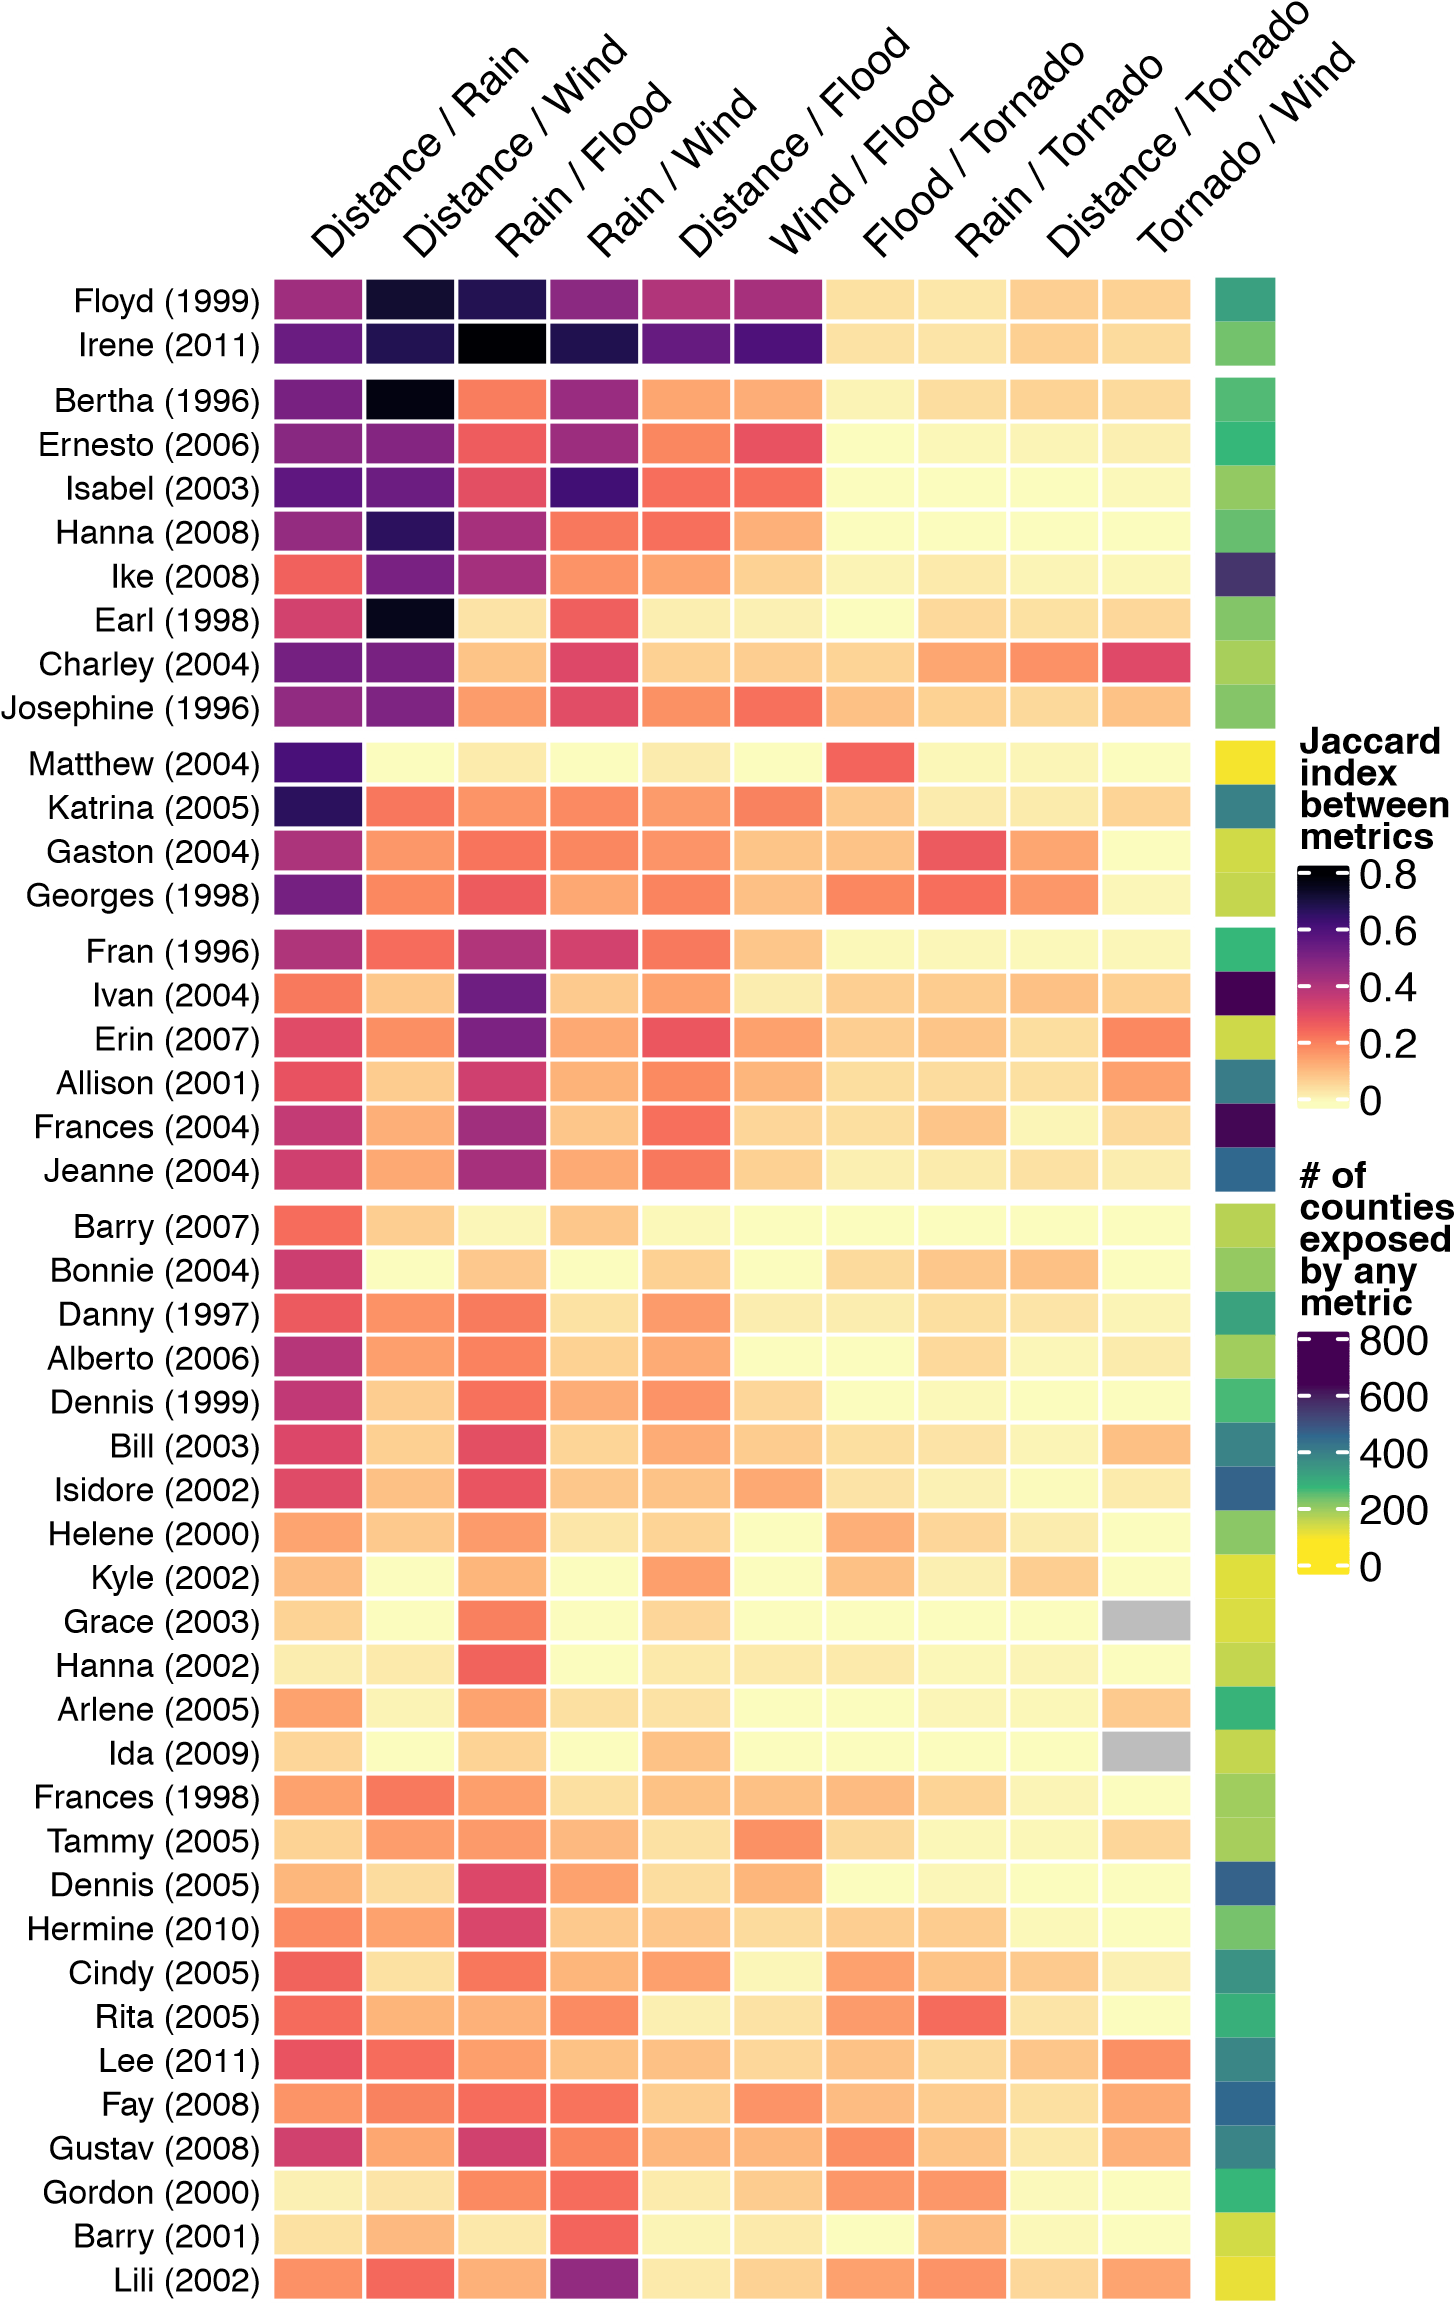 Distance / Rain
Distance / Wind
Rain / Flood
Rain / Wind
Distance / Flood
Wind / Flood
Flood / Tornado
Rain / Tornado
Distance / Tornado
Tornado / Wind
Floyd (1999)
Irene (2011)
Bertha (1996)
Ernesto (2006)
Isabel (2003)
Hanna (2008)
Ike (2008)
Earl (1998)
Charley (2004)
Josephine (1996)
Matthew (2004)
Katrina (2005)
Gaston (2004)
Georges (1998)
Fran (1996)
Ivan (2004)
Erin (2007)
Allison (2001)
Frances (2004)
Jeanne (2004)
Barry (2007)
Bonnie (2004)
Danny (1997)
Alberto (2006)
Dennis (1999)
Bill (2003)
Isidore (2002)
Helene (2000)
Kyle (2002)
Grace (2003)
Hanna (2002)
Arlene (2005)
Ida (2009)
Frances (1998)
Tammy (2005)
Dennis (2005)
Hermine (2010)
Cindy (2005)
Rita (2005)
Lee (2011)
Fay (2008)
Gustav (2008)
Gordon (2000)
Barry (2001)
Lili (2002)
Jaccard
index
between
metrics
0.8
0.6
0.4
0.2
0
# of
counties
exposed
by any
metric
800
600
400
200
0